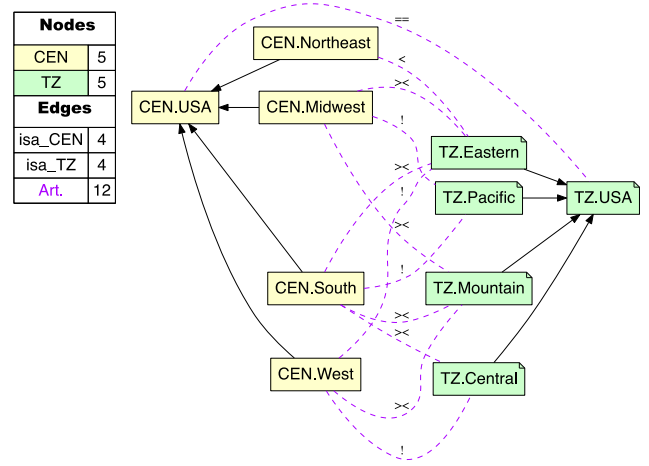 Nodes
CEN 5
TZ 5
Edges
isa_CEN 4
isa_TZ 4
Art. 12
==
CEN.Northeast
<
><
CEN.USA
CEN.Midwest
!
TZ.Eastern
><
!
TZ.Pacific
TZ.USA
><
!
CEN.South
TZ.Mountain
><
><
CEN.West
TZ.Central
><
!